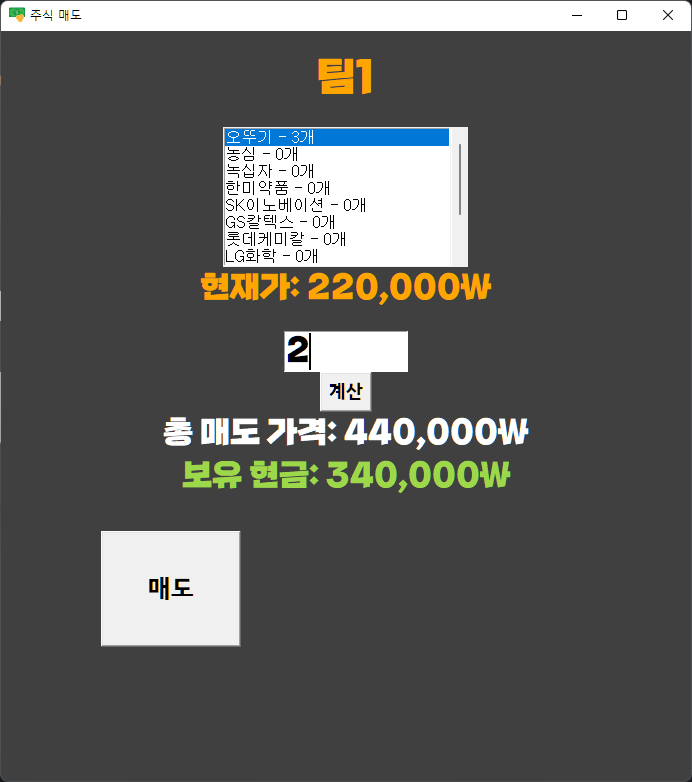 주식 매도
팀1
오뚜기 - 3개
농심 - 0개
녹십자 - 0개
한미약품 - 0개
SK이노베이션 - 0개
GS칼텍스 - 0개
롯데케미칼 - 0개
LG화학 - 0개
현재가: 220,000₩
2
계산
총 매도 가격: 440,000₩
보유 현금: 340,000₩
매도